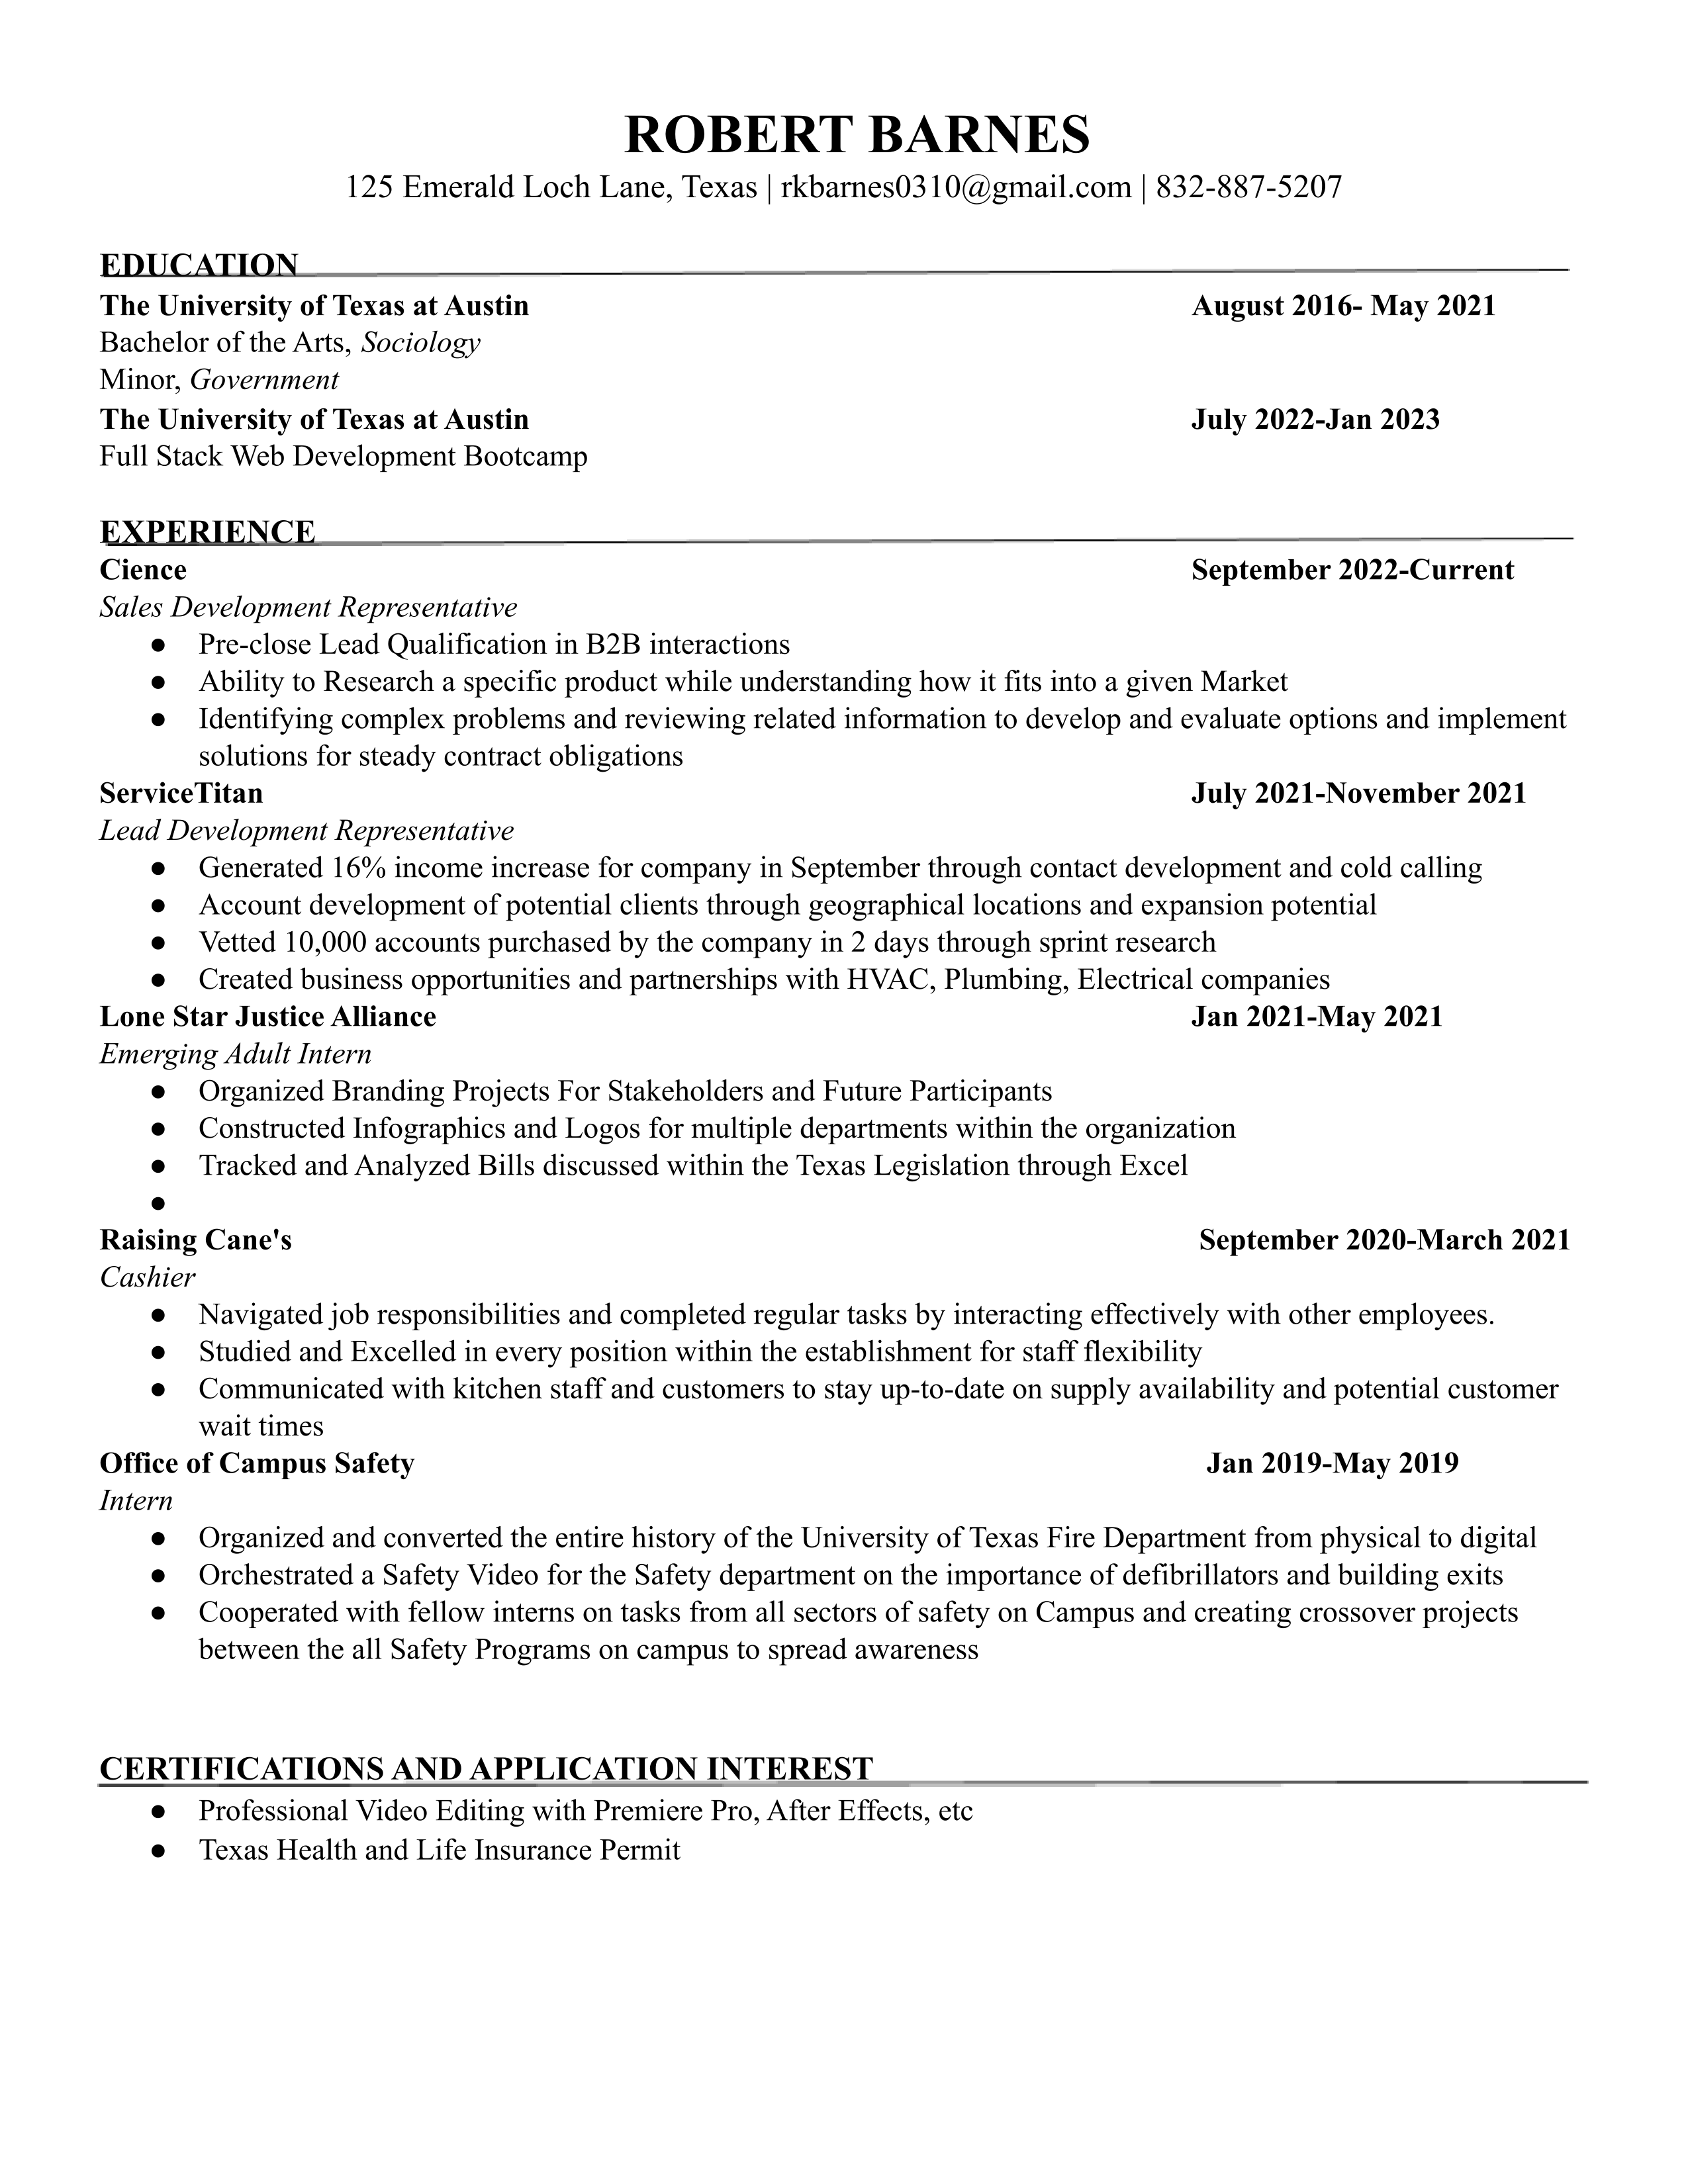 ROBERT BARNES
125 Emerald Loch Lane, Texas | rkbarnes0310@gmail.com | 832-887-5207
EDUCATION
The University of Texas at Austin August 2016- May 2021
Bachelor of the Arts, Sociology
Minor, Government
The University of Texas at Austin July 2022-Jan 2023
Full Stack Web Development Bootcamp
EXPERIENCE
Cience September 2022-Current
Sales Development Representative
● Pre-close Lead Qualification in B2B interactions
● Ability to Research a specific product while understanding how it fits into a given Market
● Identifying complex problems and reviewing related information to develop and evaluate options and implement
solutions for steady contract obligations
ServiceTitan July 2021-November 2021
Lead Development Representative
● Generated 16% income increase for company in September through contact development and cold calling
● Account development of potential clients through geographical locations and expansion potential
● Vetted 10,000 accounts purchased by the company in 2 days through sprint research
● Created business opportunities and partnerships with HVAC, Plumbing, Electrical companies
Lone Star Justice Alliance Jan 2021-May 2021
Emerging Adult Intern
● Organized Branding Projects For Stakeholders and Future Participants
● Constructed Infographics and Logos for multiple departments within the organization
● Tracked and Analyzed Bills discussed within the Texas Legislation through Excel
●
Raising Cane's September 2020-March 2021
Cashier
● Navigated job responsibilities and completed regular tasks by interacting effectively with other employees.
● Studied and Excelled in every position within the establishment for staff flexibility
● Communicated with kitchen staff and customers to stay up-to-date on supply availability and potential customer
wait times
Office of Campus Safety Jan 2019-May 2019
Intern
● Organized and converted the entire history of the University of Texas Fire Department from physical to digital
● Orchestrated a Safety Video for the Safety department on the importance of defibrillators and building exits
● Cooperated with fellow interns on tasks from all sectors of safety on Campus and creating crossover projects
between the all Safety Programs on campus to spread awareness
CERTIFICATIONS AND APPLICATION INTEREST
● Professional Video Editing with Premiere Pro, After Effects, etc
● Texas Health and Life Insurance Permit